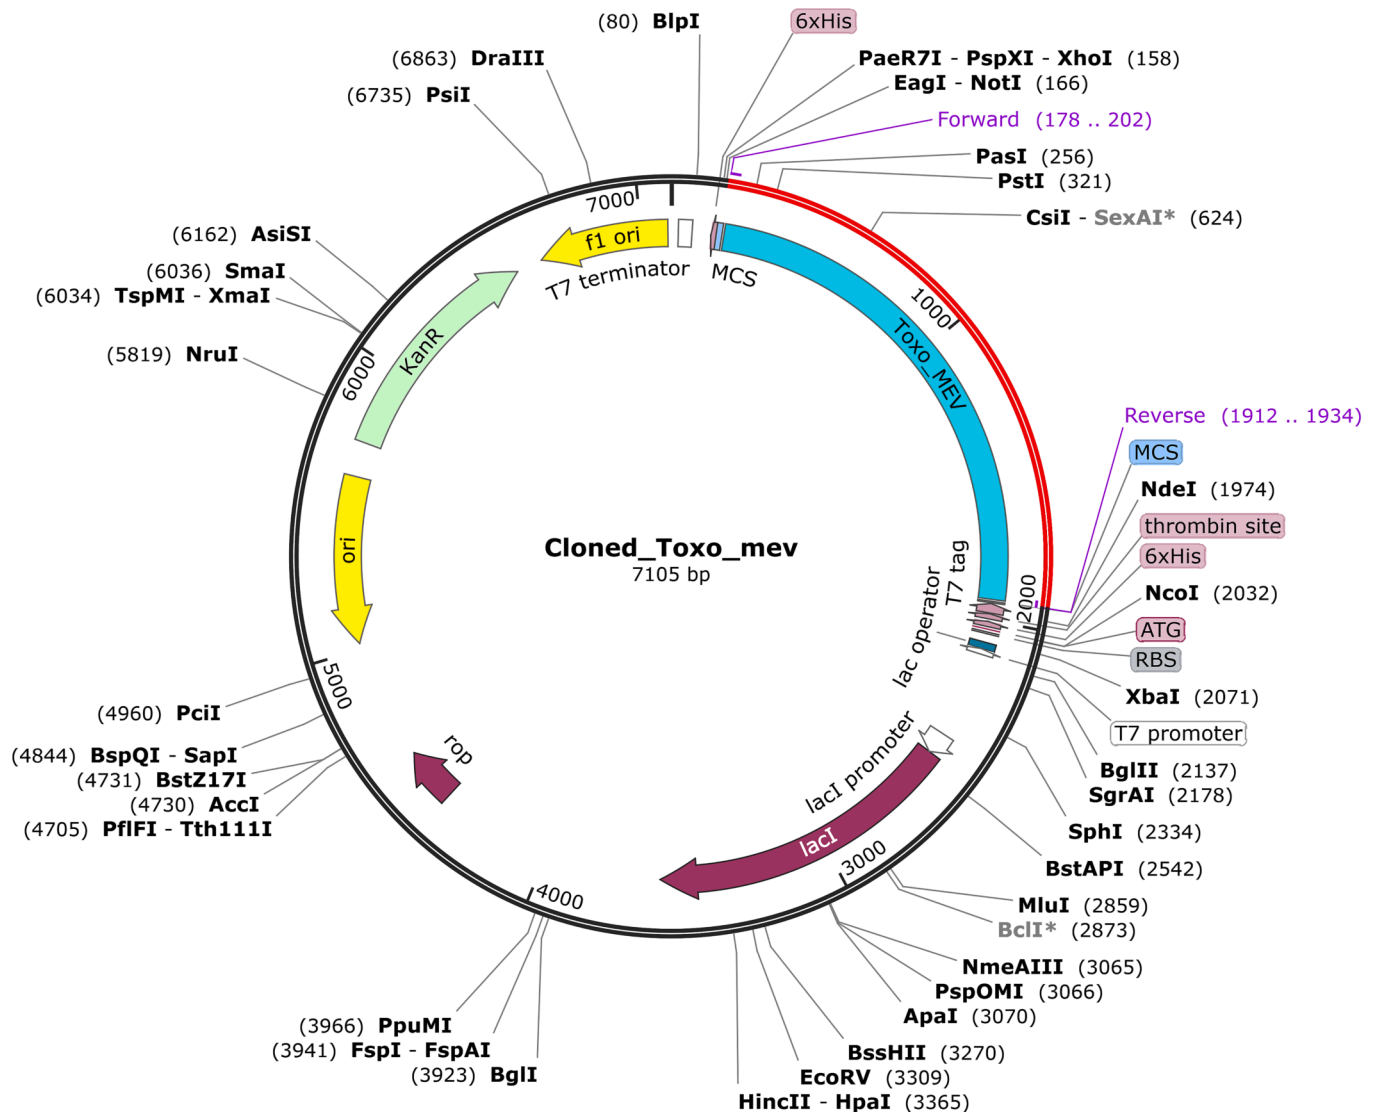 (80) BlpI
6xHis
(6863) DraIII
PaeR7I - PspXI - XhoI (158)
EagI - NotI (166)
(6735) PsiI
Forward (178 .. 202)
PasI (256)
PstI (321)
CsiI - SexAI* (624)
(6162) AsiSI
(6036) SmaI
(6034) TspMI - XmaI
(5819) NruI
7000
f1 ori
T7 terminator
MCS
1000
KanR
6000
Toxo_MEV
Reverse (1912 .. 1934)
MCS
NdeI (1974)
thrombin site
6xHis
NcoI (2032)
ATG
RBS
XbaI (2071)
T7 promoter
BglII (2137)
SgrAI (2178)
SphI (2334)
BstAPI (2542)
ori
Cloned_Toxo_mev
7105 bp
T7 tag
lac operator
2000
5000
(4960) PciI
(4844) BspQI - SapI
(4731) BstZ17I
(4730) AccI
(4705) PflFI - Tth111I
rop
lacI promoter
lacI
3000
4000
MluI (2859)
BclI* (2873)
NmeAIII (3065)
PspOMI (3066)
ApaI (3070)
BssHII (3270)
EcoRV (3309)
HincII - HpaI (3365)
(3966) PpuMI
(3941) FspI - FspAI
(3923) BglI